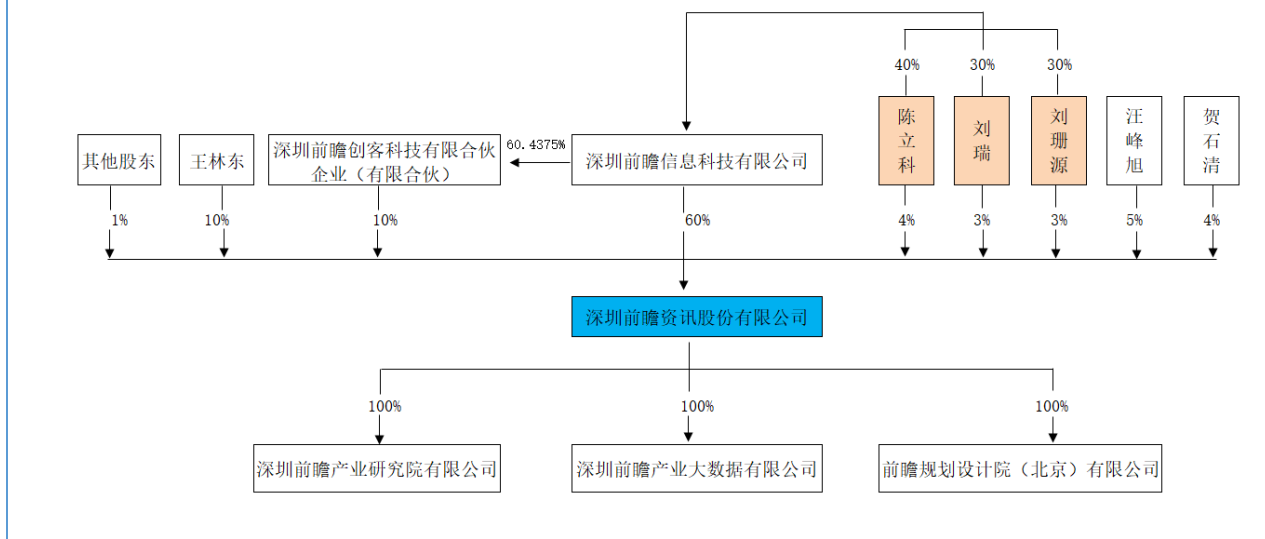 40%
30%
30%
陈立科
刘瑞
刘珊源
汪峰旭
贺石清
其他股东
王林东
深圳前瞻创客科技有限合伙
企业（有限合伙）
60.4375%
深圳前瞻信息科技有限公司
1%
10%
10%
60%
4%
3%
3%
5%
4%
深圳前瞻资讯股份有限公司
100%
100%
100%
深圳前瞻产业研究院有限公司
深圳前瞻产业大数据有限公司
前瞻规划设计院（北京）有限公司